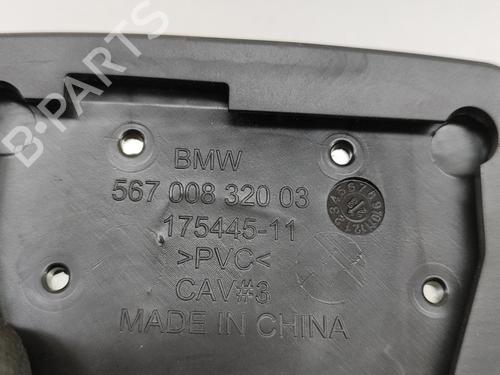 B-PARTS
BMW
567 008 320 03
175445-11
>PVC<
CAV#3
MADE IN CHINA